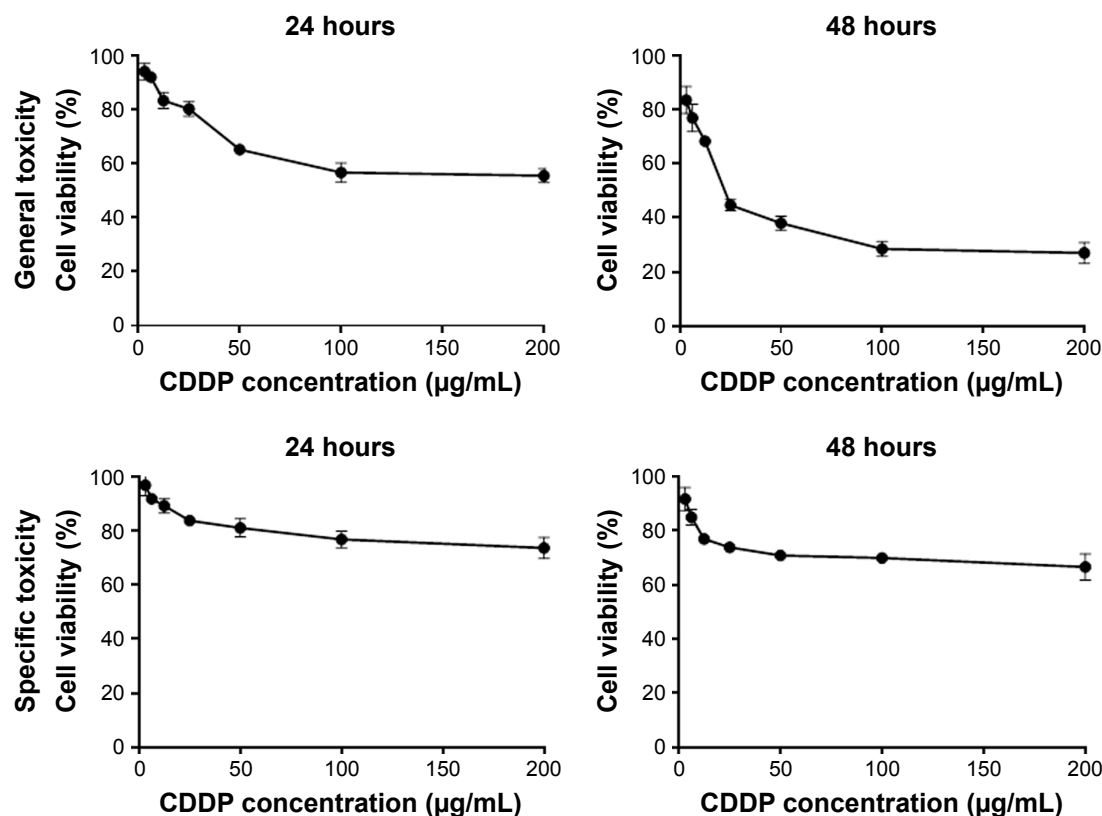 24 hours
General toxicity
Cell viability (%)
100
80
60
40
20
0
0 50 100 150 200
CDDP concentration (µg/mL)
48 hours
Cell viability (%)
100
80
60
40
20
0
0 50 100 150 200
CDDP concentration (µg/mL)
24 hours
Specific toxicity
Cell viability (%)
100
80
60
40
20
0
0 50 100 150 200
CDDP concentration (µg/mL)
48 hours
Cell viability (%)
100
80
60
40
20
0
0 50 100 150 200
CDDP concentration (µg/mL)